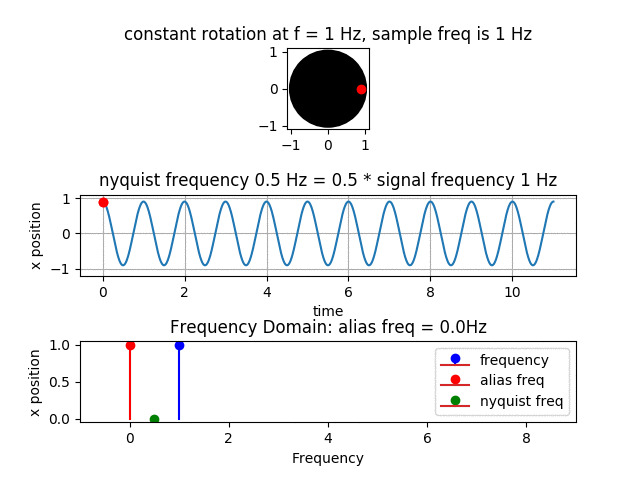 constant rotation at f = 1 Hz, sample freq is 1 Hz
1
0
−1
−1 0 1
nyquist frequency 0.5 Hz = 0.5 * signal frequency 1 Hz
x position
1
0
−1
0 2 4 6 8 10
time
Frequency Domain: alias freq = 0.0Hz
x position
1.0
0.5
0.0
frequency
alias freq
nyquist freq
0 2 4 6 8
Frequency